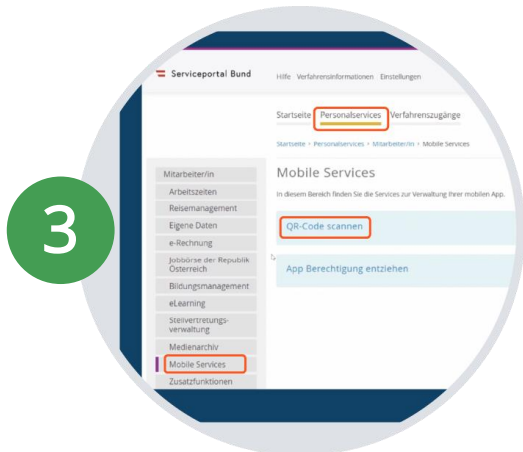 3
Serviceportal Bund
Hilfe Verfahrensinformationen Einstellungen
Startseite Personalservices Verfahrenszugänge
Startseite › Personalservices › Mitarbeiter/in › Mobile Services
Mitarbeiter/in
Arbeitszeiten
Reisemanagement
Eigene Daten
e-Rechnung
Jobbörse der Republik
Österreich
Bildungsmanagement
eLearning
Stellvertretungs-
verwaltung
Medienarchiv
Mobile Services
Zusatzfunktionen
Mobile Services
In diesem Bereich finden Sie die Services zur Verwaltung Ihrer mobilen App.
QR-Code scannen
App Berechtigung entziehen